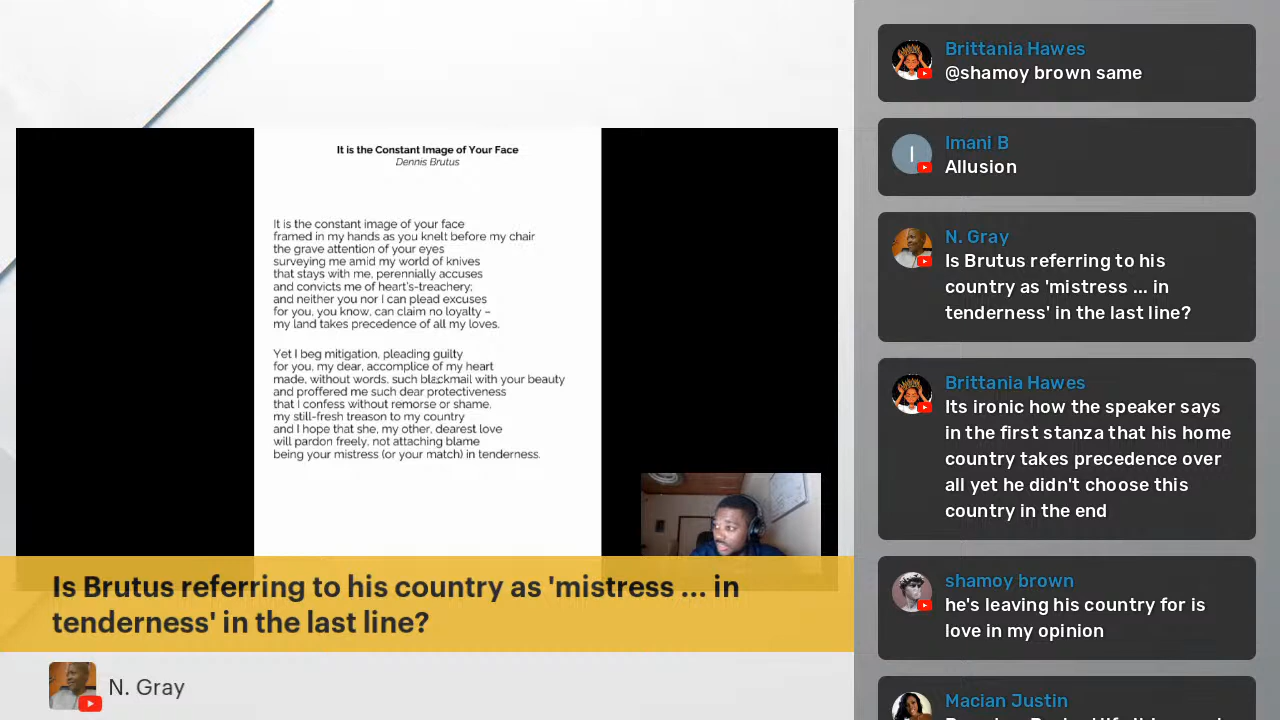 It is the Constant Image of Your Face
Dennis Brutus
It is the constant image of your face
framed in my hands as you knelt before my chair
the grave attention of your eyes
surveying me amid my world of knives
that stays with me, perennially accuses
and convicts me of heart's-treachery;
and neither you nor I can plead excuses
for you, you know, can claim no loyalty –
my land takes precedence of all my loves.
Yet I beg mitigation, pleading guilty
for you, my dear, accomplice of my heart
made, without words, such blackmail with your beauty
and proffered me such dear protectiveness
that I confess without remorse or shame,
my still-fresh treason to my country
and I hope that she, my other, dearest love
will pardon freely, not attaching blame
being your mistress (or your match) in tenderness.
Is Brutus referring to his country as 'mistress ... in
tenderness' in the last line?
N. Gray
Brittania Hawes
@shamoy brown same
I
Imani B
Allusion
N. Gray
Is Brutus referring to his
country as 'mistress ... in
tenderness' in the last line?
Brittania Hawes
Its ironic how the speaker says
in the first stanza that his home
country takes precedence over
all yet he didn't choose this
country in the end
shamoy brown
he's leaving his country for is
love in my opinion
Macian Justin